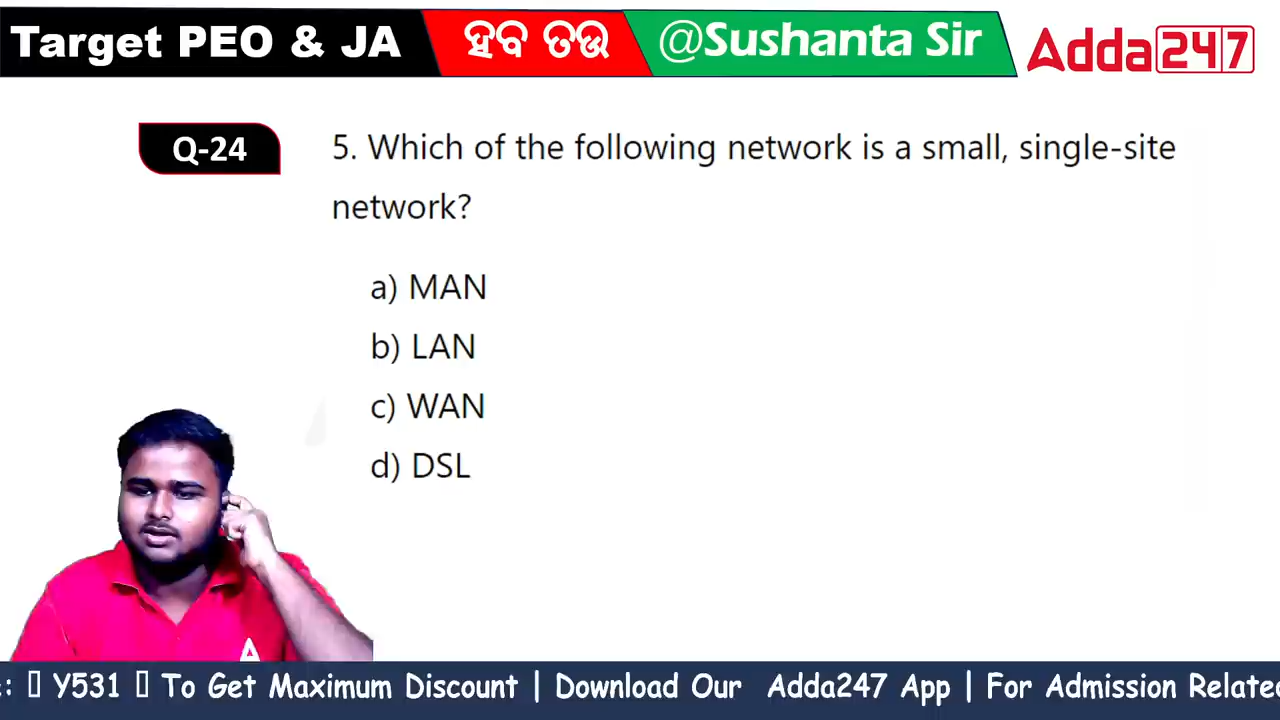 Target PEO & JA ହବ ତଉ @Sushanta Sir Adda247
Q-24 5. Which of the following network is a small, single-site
network?
a) MAN
b) LAN
c) WAN
d) DSL
: Y531 To Get Maximum Discount | Download Our Adda247 App | For Admission